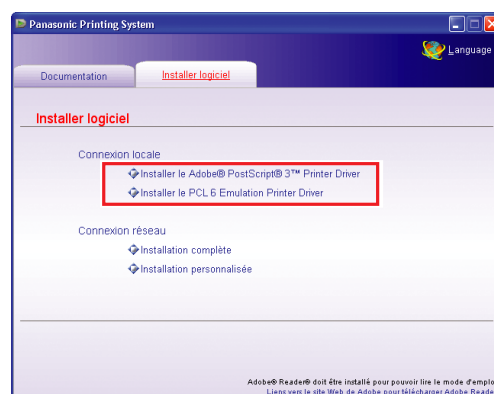 Panasonic Printing System
Language
Documentation
Installer logiciel
Installer logiciel
Connexion locale
Installer le Adobe® PostScript® 3™ Printer Driver
Installer le PCL 6 Emulation Printer Driver
Connexion réseau
Installation complète
Installation personnalisée
Adobe® Reader® doit être installé pour pouvoir lire le mode d'emplo
Liens vers le site Web de Adobe pour télécharger Adobe Reade